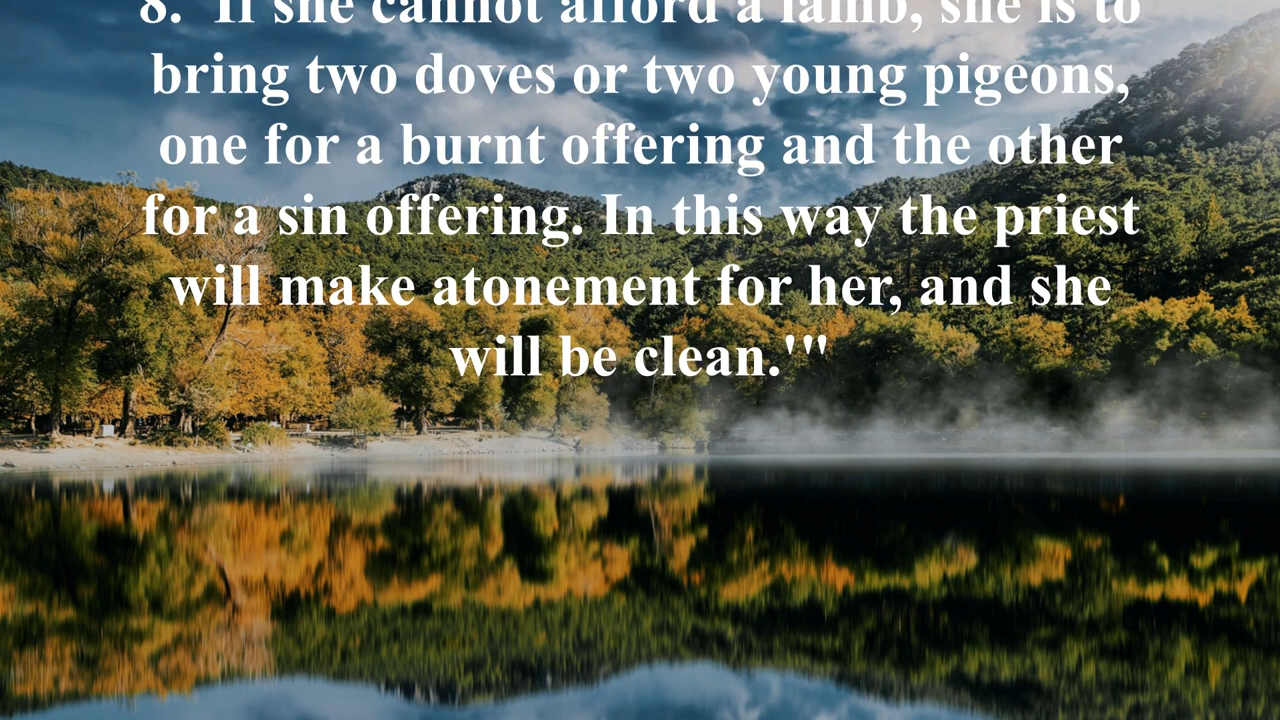 8. 'If she cannot afford a lamb, she is to
bring two doves or two young pigeons,
one for a burnt offering and the other
for a sin offering. In this way the priest
will make atonement for her, and she
will be clean.'"